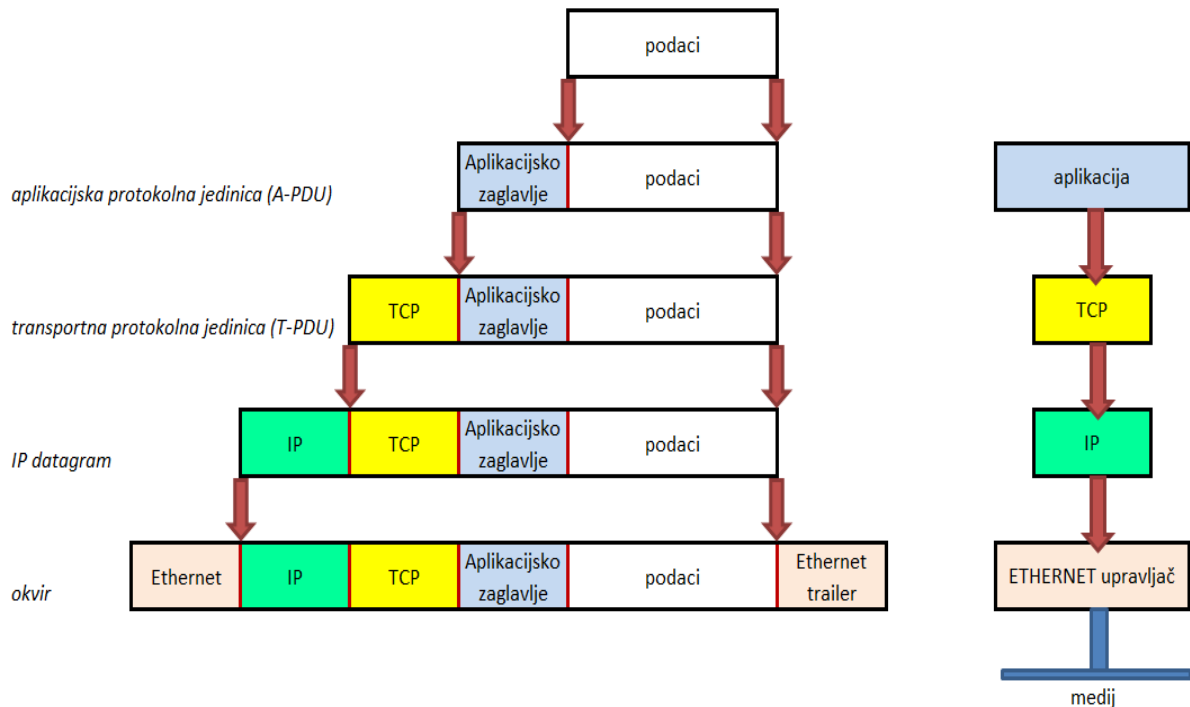 podaci
aplikacijska protokolna jedinica (A-PDU)
Aplikacijsko
zaglavlje
podaci
aplikacija
transportna protokolna jedinica (T-PDU)
TCP
Aplikacijsko
zaglavlje
podaci
TCP
IP datagram
IP
TCP
Aplikacijsko
zaglavlje
podaci
IP
okvir
Ethernet
IP
TCP
Aplikacijsko
zaglavlje
podaci
Ethernet
trailer
ETHERNET upravljač
medij